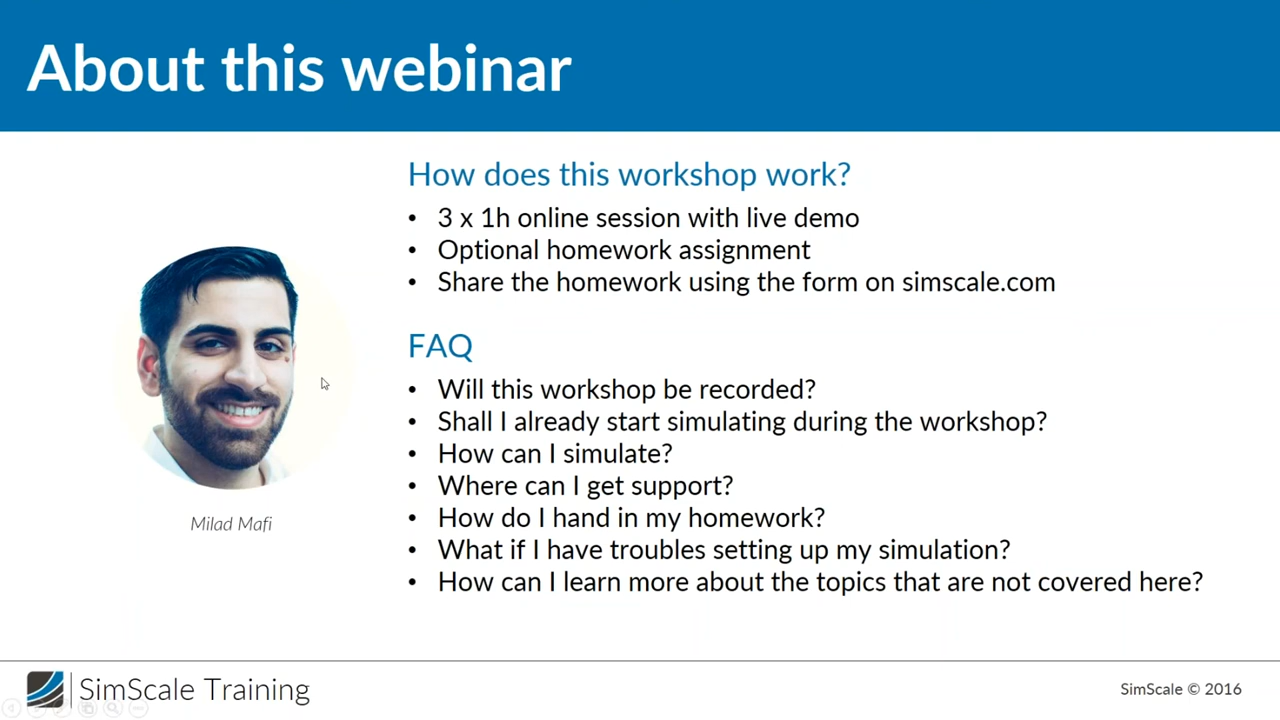 About this webinar
How does this workshop work?
• 3 x 1h online session with live demo
• Optional homework assignment
• Share the homework using the form on simscale.com
FAQ
• Will this workshop be recorded?
• Shall I already start simulating during the workshop?
• How can I simulate?
• Where can I get support?
• How do I hand in my homework?
• What if I have troubles setting up my simulation?
• How can I learn more about the topics that are not covered here?
Milad Mafi
SimScale Training
SimScale © 2016